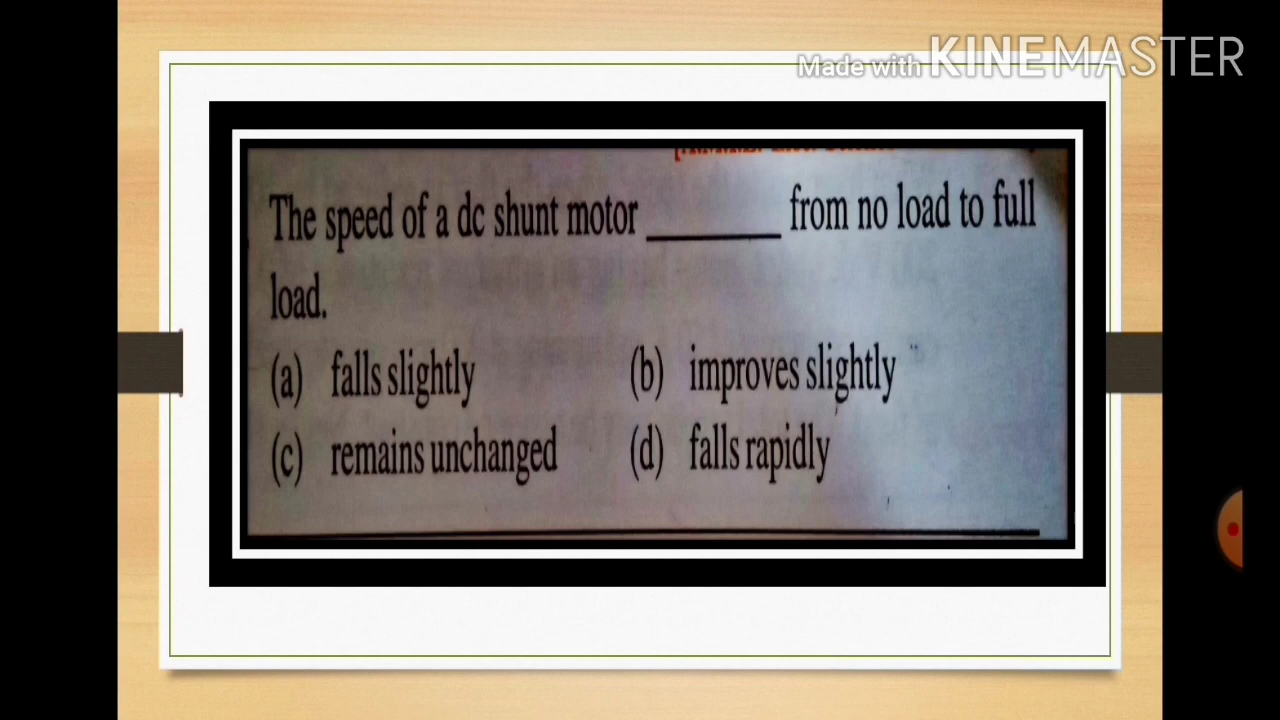 Made with KINEMASTER
The speed of a dc shunt motor ________ from no load to full
load.
(a) falls slightly (b) improves slightly
(c) remains unchanged (d) falls rapidly